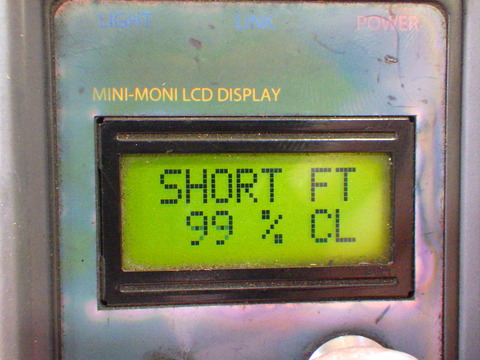 LIGHT LINK POWER
MINI-MONI LCD DISPLAY
SHORT FT
99 % CL